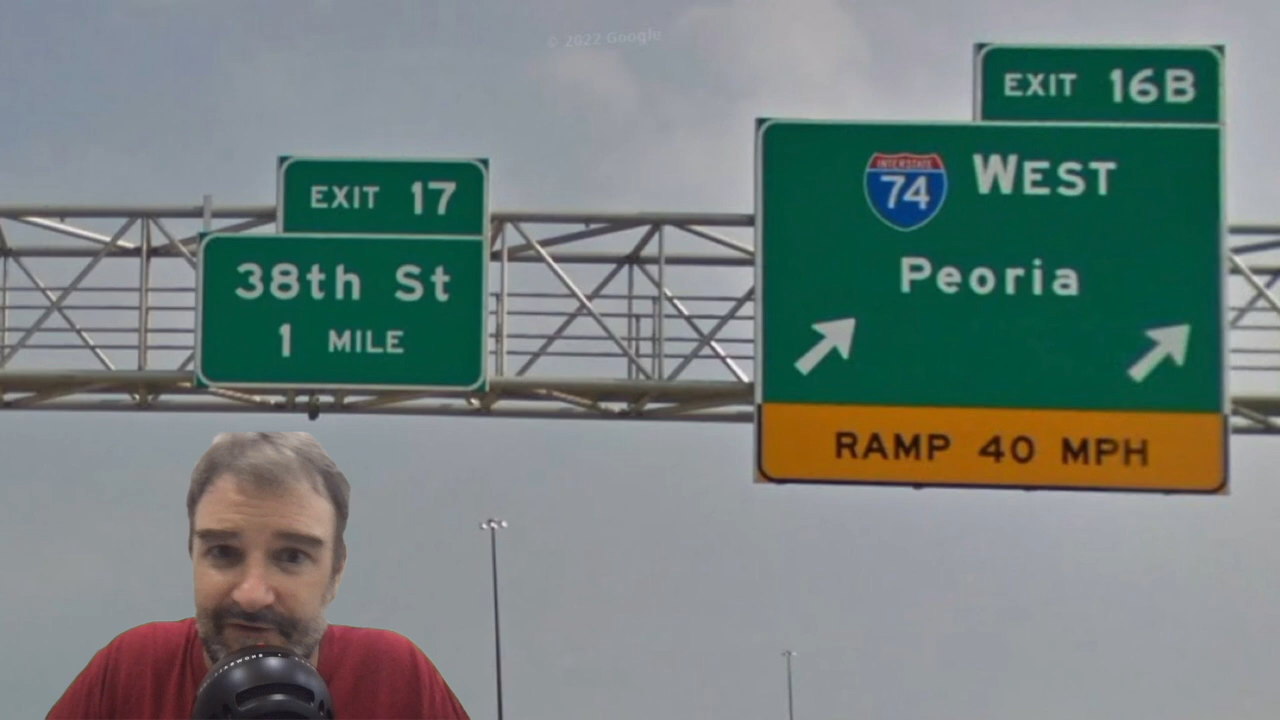 © 2022 Google
EXIT 17
38th St
1 MILE
EXIT 16B
INTERSTATE
74
WEST
Peoria
RAMP 40 MPH